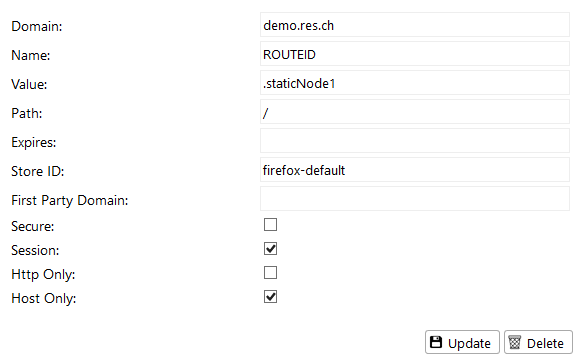 Domain: demo.res.ch
Name: ROUTEID
Value: .staticNode1
Path: /
Expires:
Store ID: firefox-default
First Party Domain:
Secure:
Session:
Http Only:
Host Only:
Update Delete